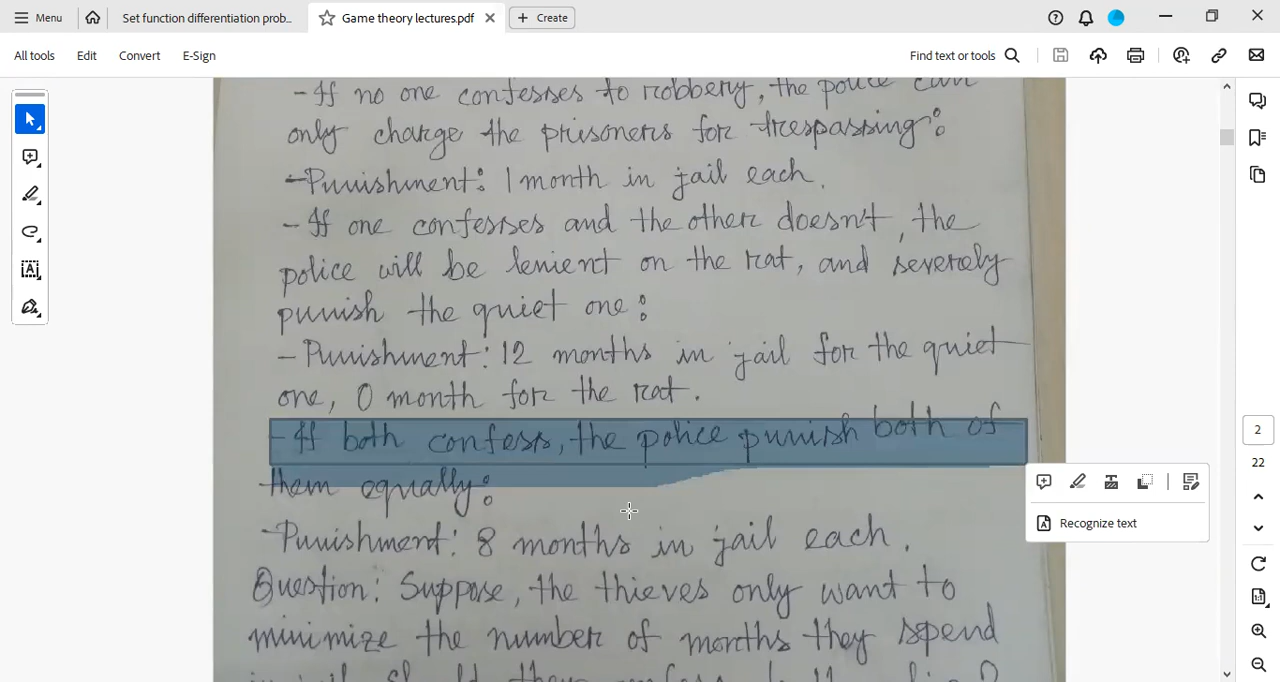 Menu
Set function differentiation prob...
Game theory lectures.pdf
Create
All tools Edit Convert E-Sign
Find text or tools
- If no one confesses to robbery, the police can
only charge the prisoners for trespassing:
- Punishment: 1 month in jail each.
- If one confesses and the other doesn't, the
police will be lenient on the rat, and severely
punish the quiet one:
- Punishment: 12 months in jail for the quiet
one, 0 month for the rat.
- If both confess, the police punish both of
them equally:
- Punishment: 8 months in jail each.
Question: Suppose, the thieves only want to
minimize the number of months they spend
2
22
Recognize text